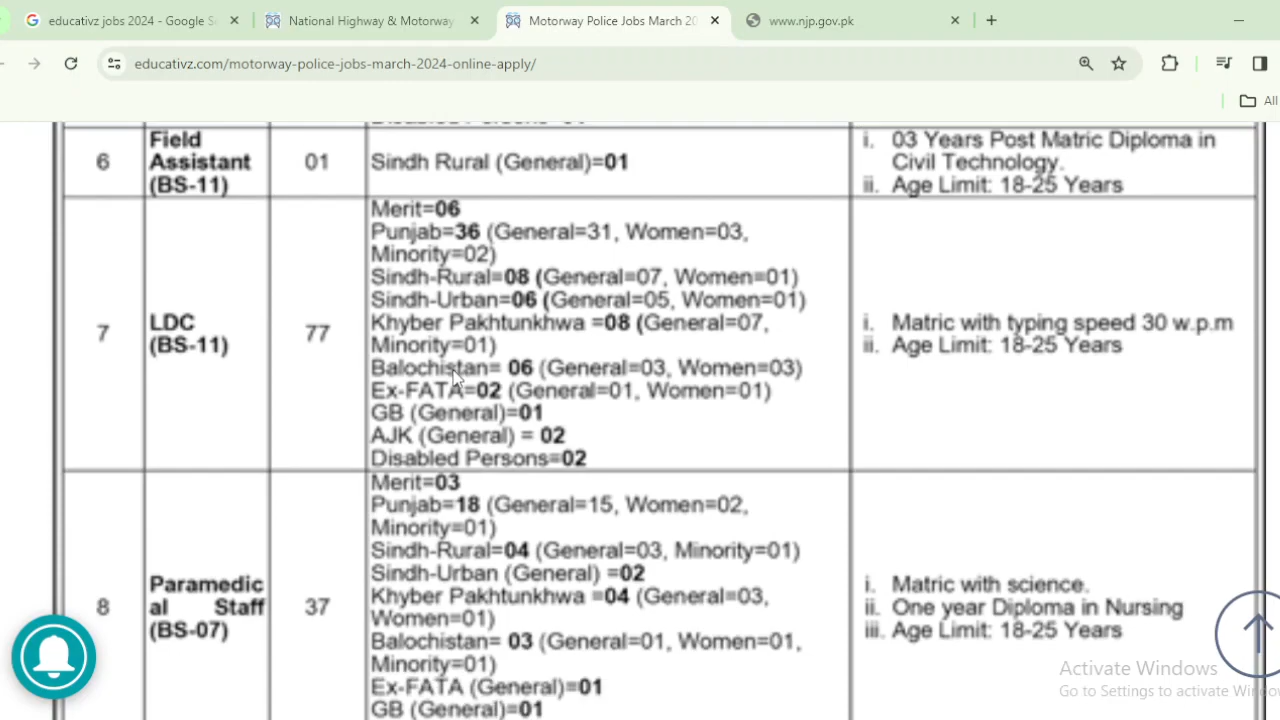 educativz jobs 2024 - Google S
National Highway & Motorway
Motorway Police Jobs March 20
www.njp.gov.pk
educativz.com/motorway-police-jobs-march-2024-online-apply/
All
6
Field
Assistant
(BS-11)
01
Sindh Rural (General)=01
i. 03 Years Post Matric Diploma in
Civil Technology.
ii. Age Limit: 18-25 Years
7
LDC
(BS-11)
77
Merit=06
Punjab=36 (General=31, Women=03,
Minority=02)
Sindh-Rural=08 (General=07, Women=01)
Sindh-Urban=06 (General=05, Women=01)
Khyber Pakhtunkhwa =08 (General=07,
Minority=01)
Balochistan= 06 (General=03, Women=03)
Ex-FATA=02 (General=01, Women=01)
GB (General)=01
AJK (General) = 02
Disabled Persons=02
i. Matric with typing speed 30 w.p.m
ii. Age Limit: 18-25 Years
8
Paramedic
al Staff
(BS-07)
37
Merit=03
Punjab=18 (General=15, Women=02,
Minority=01)
Sindh-Rural=04 (General=03, Minority=01)
Sindh-Urban (General) =02
Khyber Pakhtunkhwa =04 (General=03,
Women=01)
Balochistan= 03 (General=01, Women=01,
Minority=01)
Ex-FATA (General)=01
GB (General)=01
i. Matric with science.
ii. One year Diploma in Nursing
iii. Age Limit: 18-25 Years
Activate Windows
Go to Settings to activate Windo